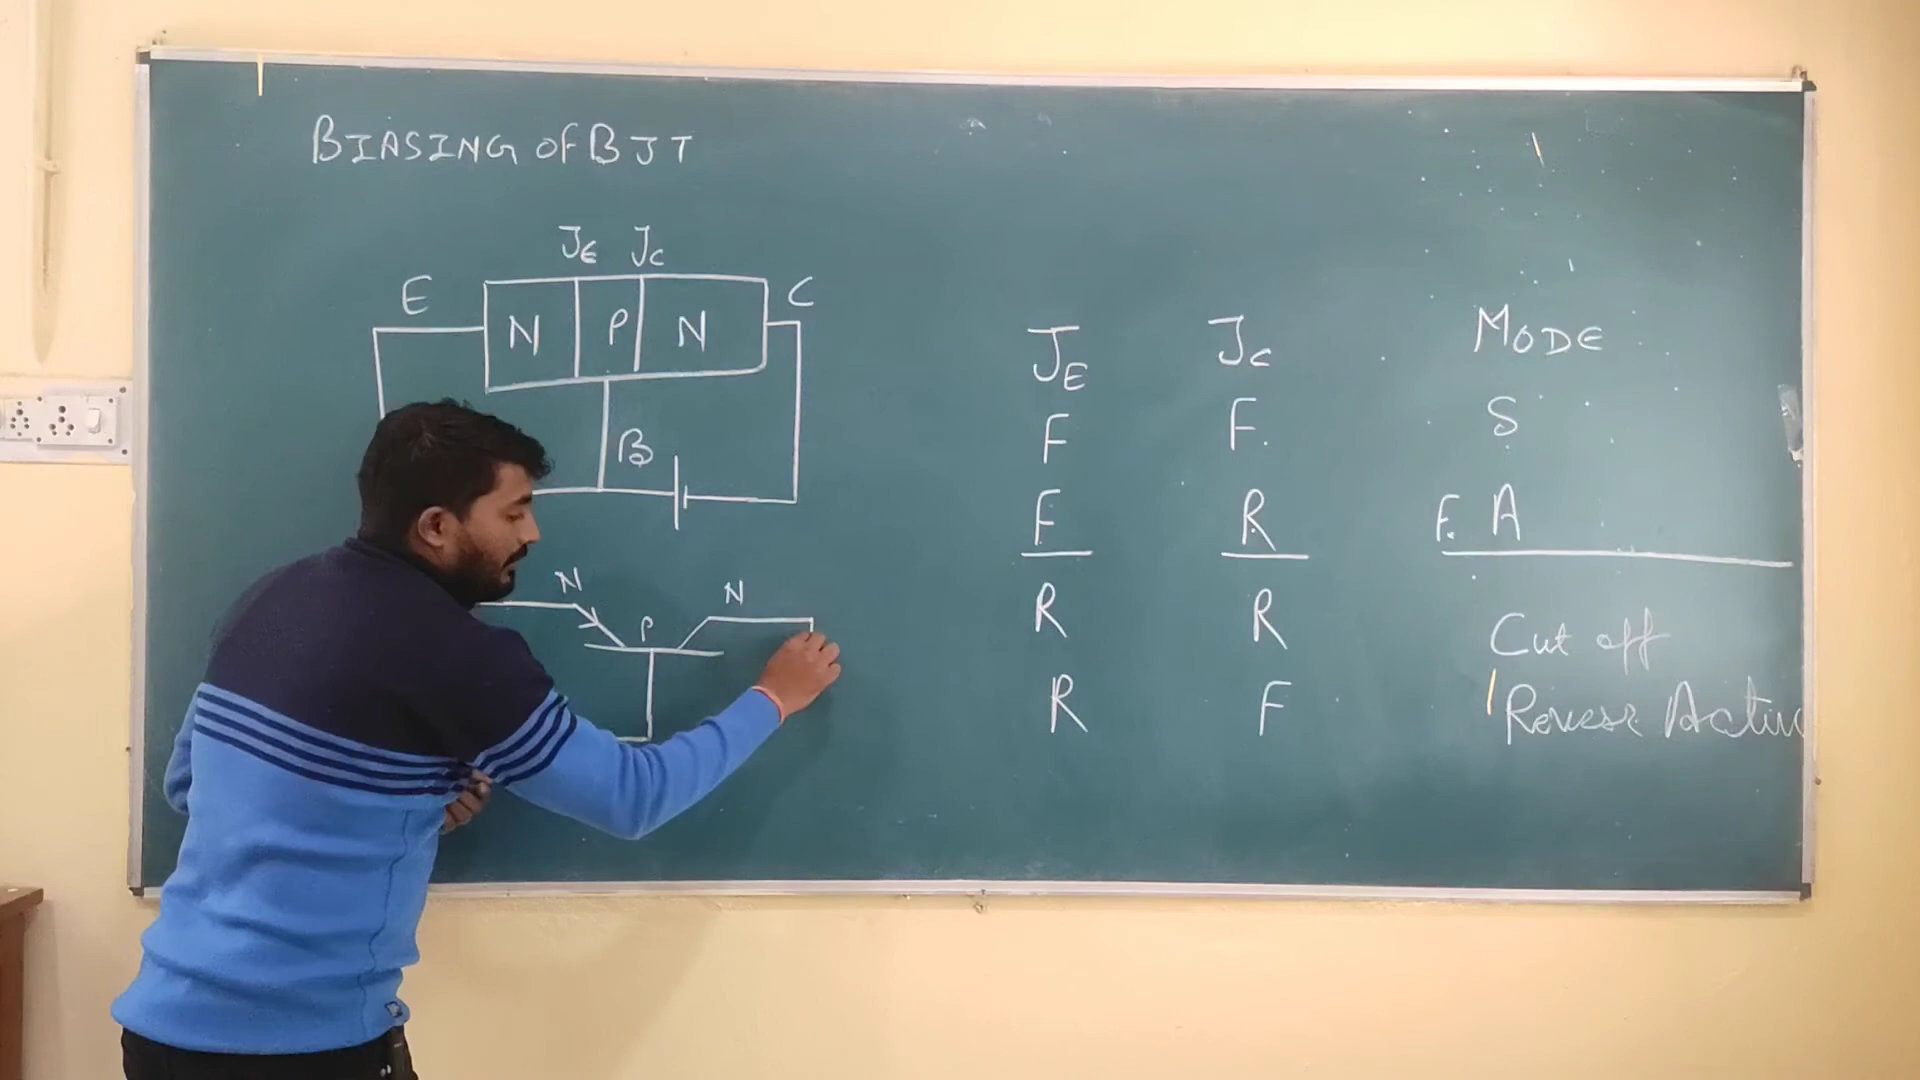 BIASING OF BJT
JE JC
E C
N P N
B
N N
P
JE JC MODE
F F. S
F R F. A
R R Cut off
R F Reverse Active